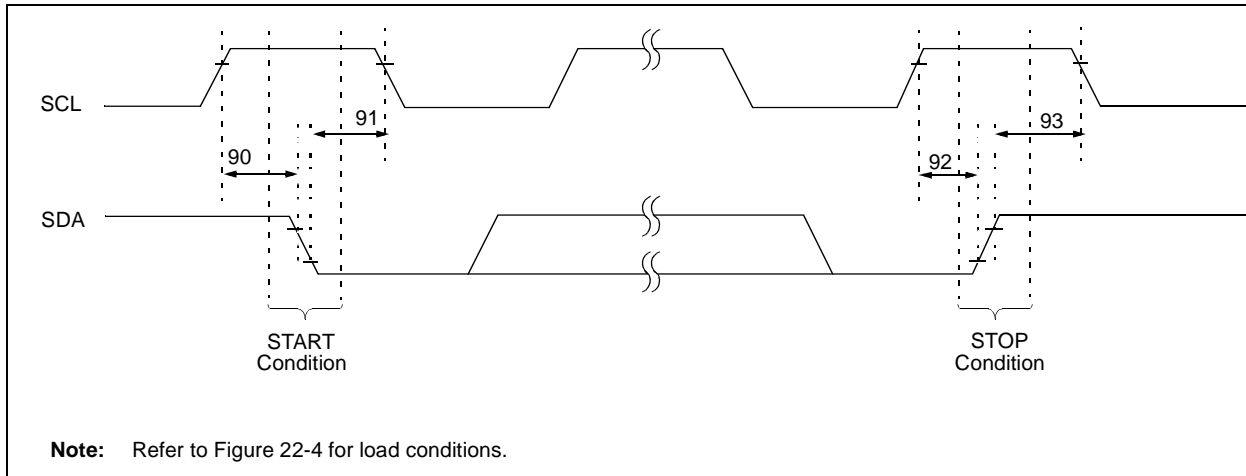 SCL
91
93
90
92
SDA
START
Condition
STOP
Condition
Note: Refer to Figure 22-4 for load conditions.